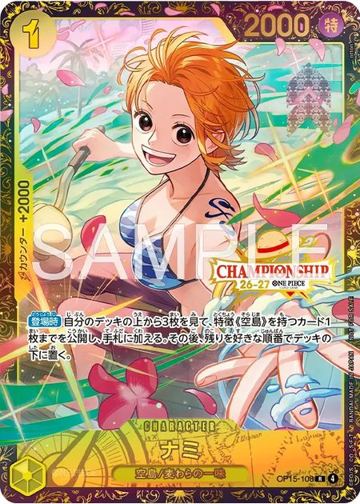 1
2000
特
カウンター +2000
SAMPLE
CHAMPIONSHIP
26-27 ONE PIECE
登場時 自分のデッキの上から3枚を見て、特徴《空島》を持つカード1
枚までを公開し、手札に加える。その後、残りを好きな順番でデッキの
下に置く。
CHARACTER
ナミ
空島/麦わらの一味
OP15-108 R 4